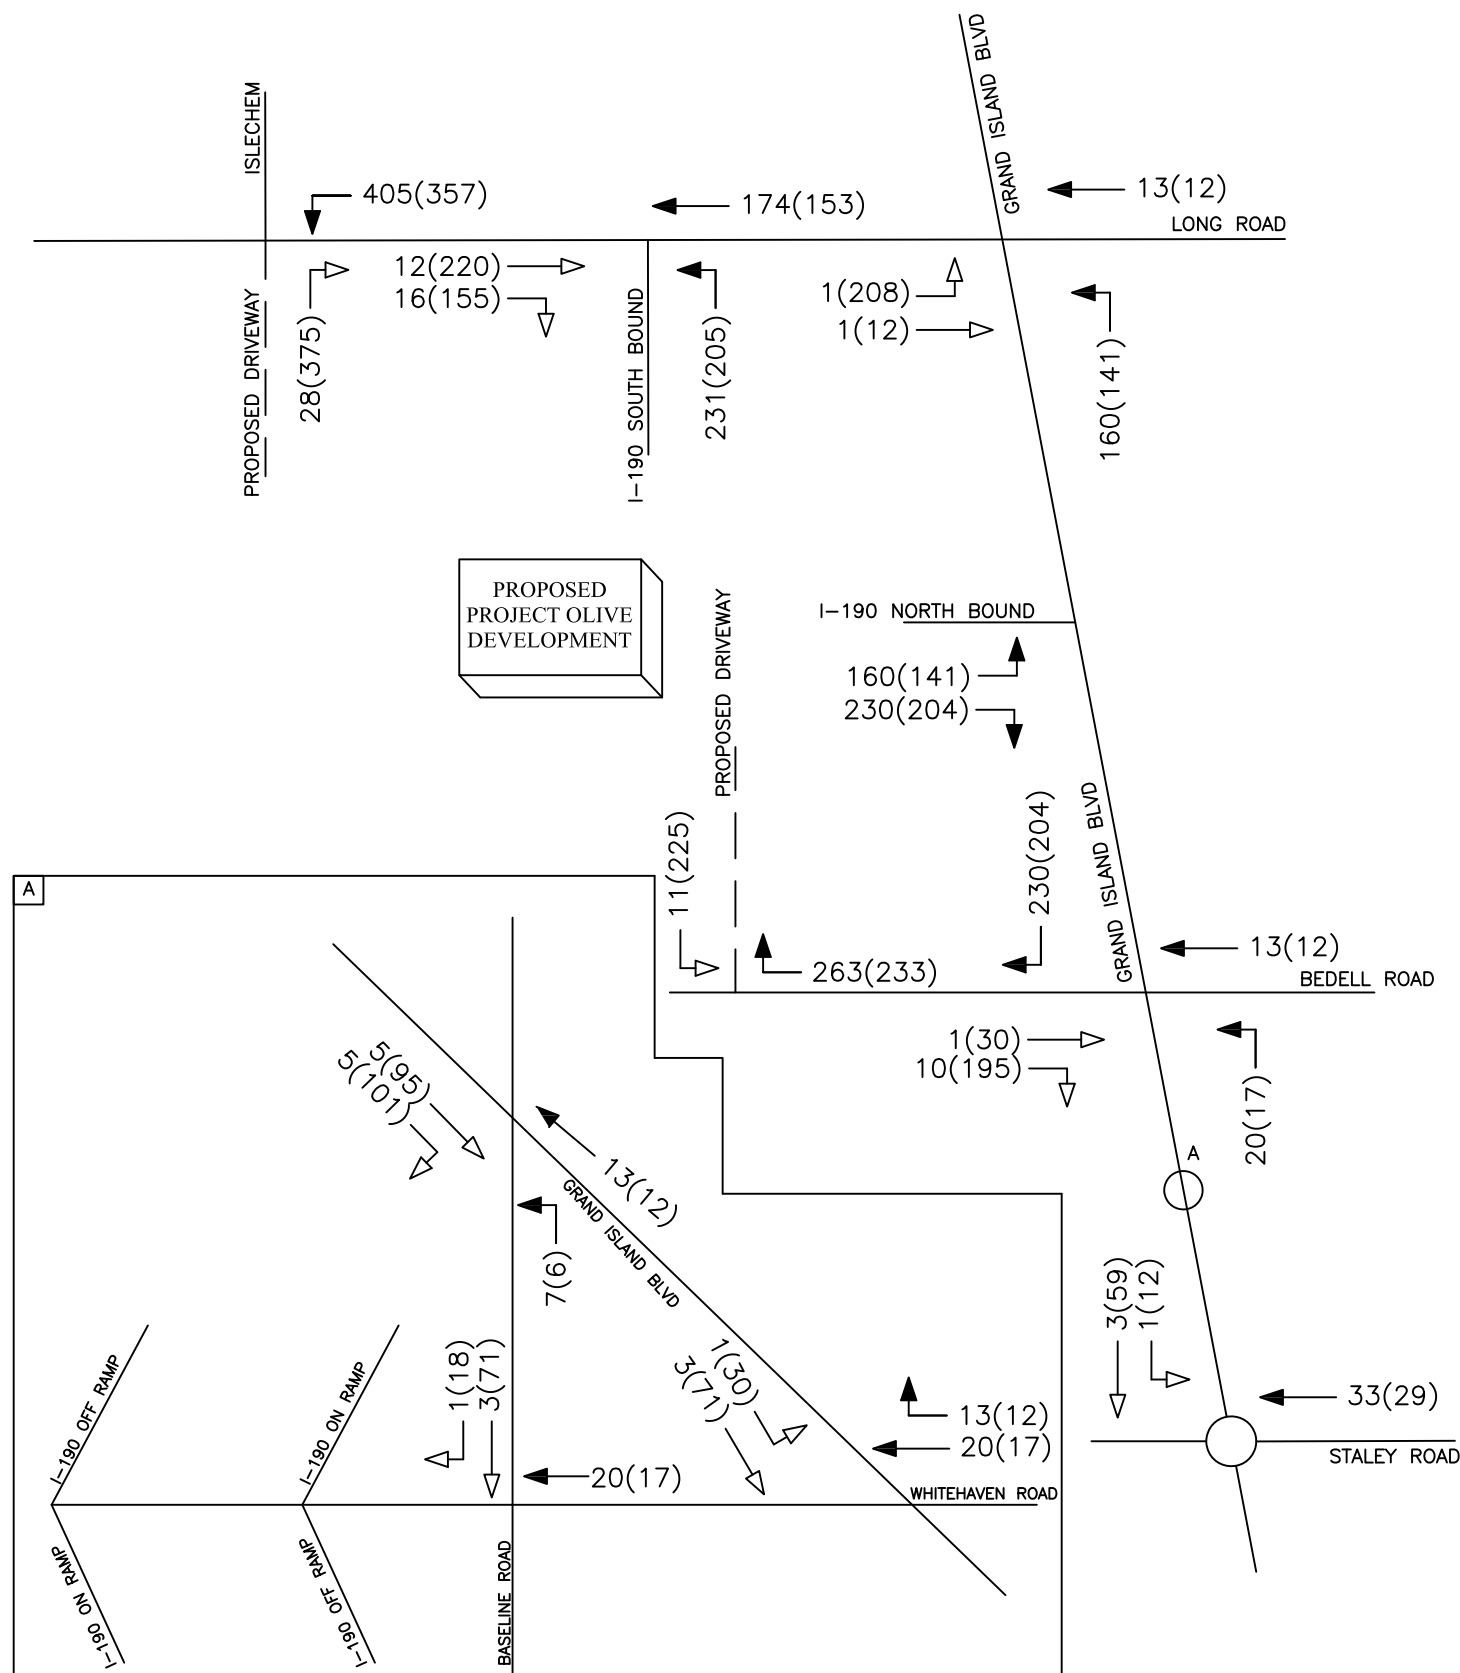 GRAND ISLAND BLVD
ISLECHEM
405(357)
174(153)
13(12)
LONG ROAD
12(220)
16(155)
1(208)
1(12)
PROPOSED DRIVEWAY
28(375)
I-190 SOUTH BOUND
231(205)
160(141)
PROPOSED
PROJECT OLIVE
DEVELOPMENT
I-190 NORTH BOUND
160(141)
230(204)
PROPOSED DRIVEWAY
11(225)
263(233)
230(204)
GRAND ISLAND BLVD
13(12)
BEDELL ROAD
1(30)
10(195)
20(17)
A
3(59)
1(12)
33(29)
STALEY ROAD
A
5(95)
5(101)
13(12)
GRAND ISLAND BLVD
7(6)
1(18)
3(71)
1(30)
3(71)
13(12)
20(17)
20(17)
WHITEHAVEN ROAD
I-190 OFF RAMP
I-190 ON RAMP
I-190 ON RAMP
I-190 OFF RAMP
BASELINE ROAD